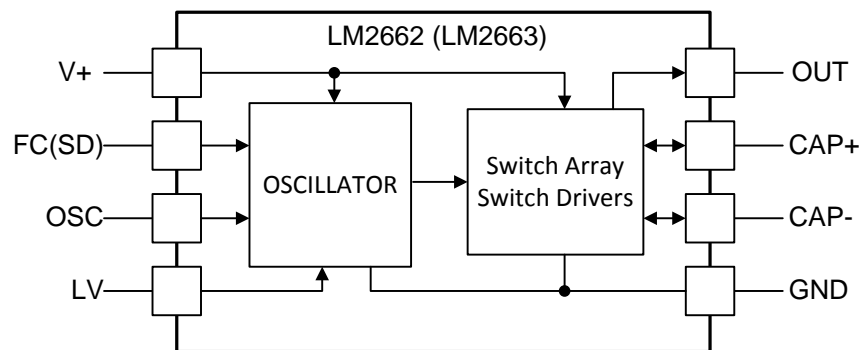 LM2662 (LM2663)
V+
OUT
FC(SD)
CAP+
OSCILLATOR
Switch Array
Switch Drivers
OSC
CAP-
LV
GND